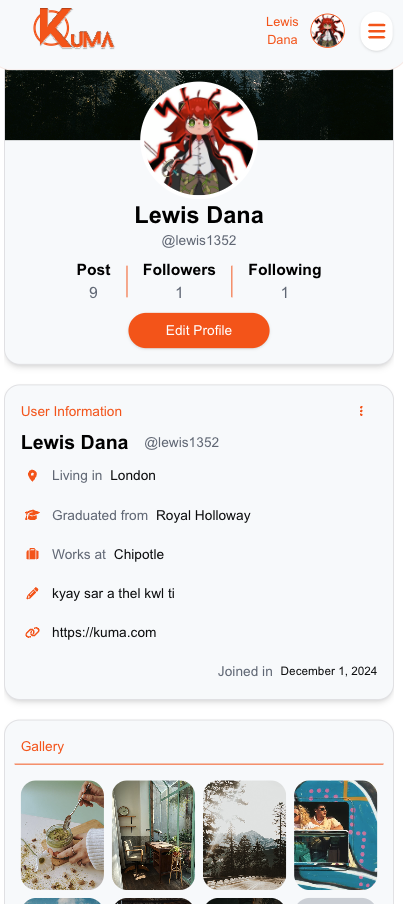 KUMA
Lewis
Dana
Lewis Dana
@lewis1352
Post Followers Following
9 1 1
Edit Profile
User Information
Lewis Dana @lewis1352
Living in London
Graduated from Royal Holloway
Works at Chipotle
kyay sar a thel kwl ti
https://kuma.com
Joined in December 1, 2024
Gallery